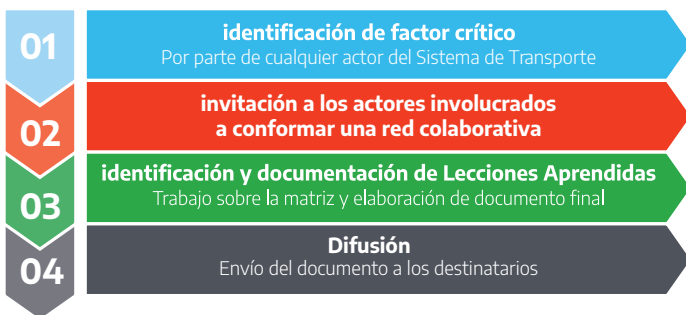 01
identificación de factor crítico
Por parte de cualquier actor del Sistema de Transporte
02
invitación a los actores involucrados
a conformar una red colaborativa
03
identificación y documentación de Lecciones Aprendidas
Trabajo sobre la matriz y elaboración de documento final
04
Difusión
Envío del documento a los destinatarios